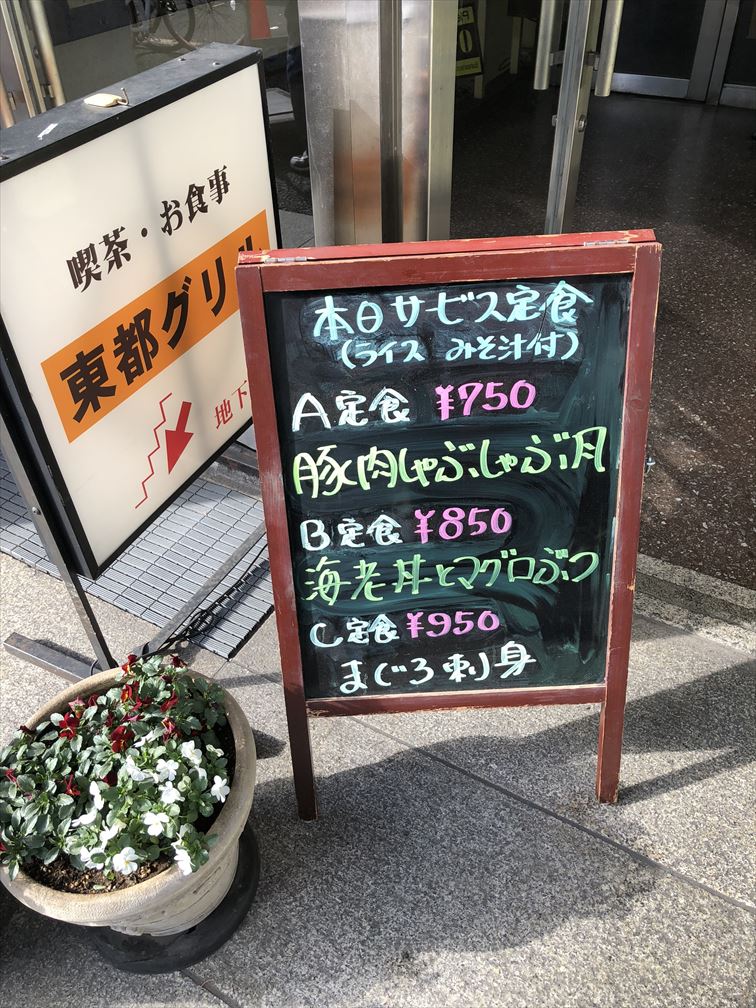 喫茶・お食事
東都グリル
地下
本日サービス定食
(ライス みそ汁付)
A定食 ¥750
豚肉しゃぶしゃぶ風
B定食 ¥850
海老丼とマグロぶつ
C定食 ¥950
まぐろ刺身